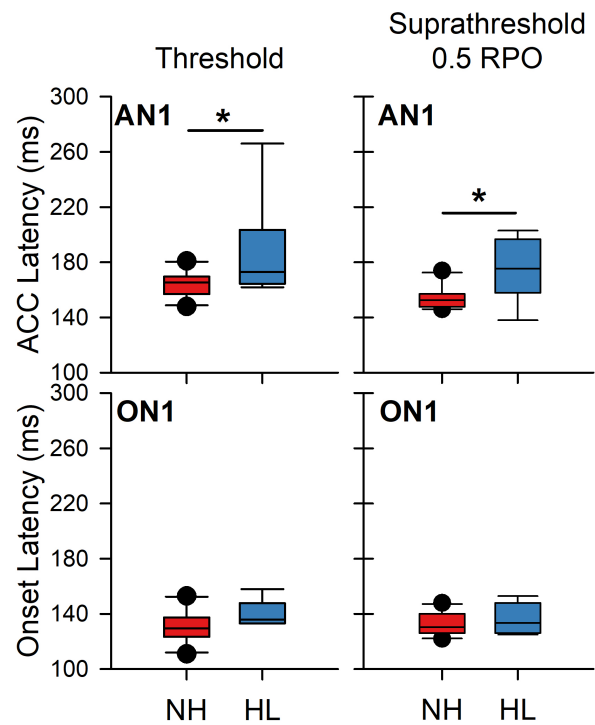 Threshold
Suprathreshold
0.5 RPO
ACC Latency (ms)
300
260
220
180
140
100
AN1
*
AN1
*
Onset Latency (ms)
300
260
220
180
140
100
ON1
ON1
NH
HL
NH
HL